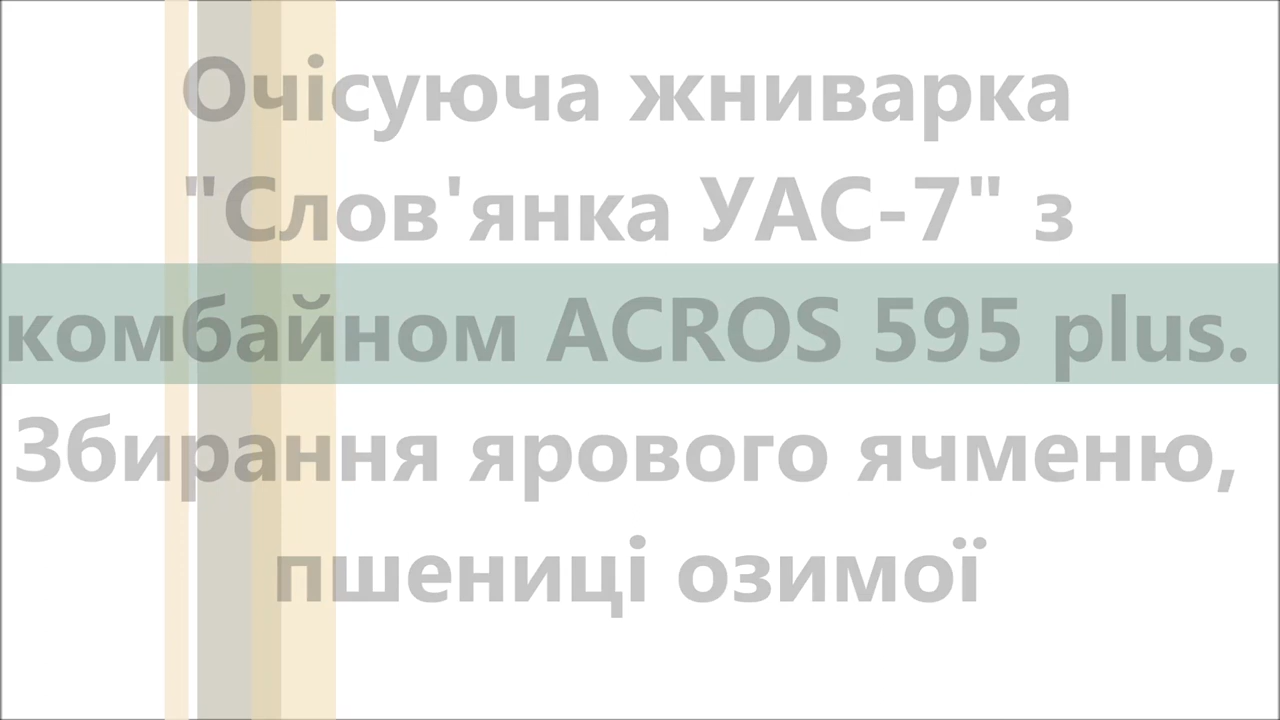 Очісуюча жниварка
"Слов'янка УАС-7" з
комбайном ACROS 595 plus.
Збирання ярового ячменю,
пшениці озимої